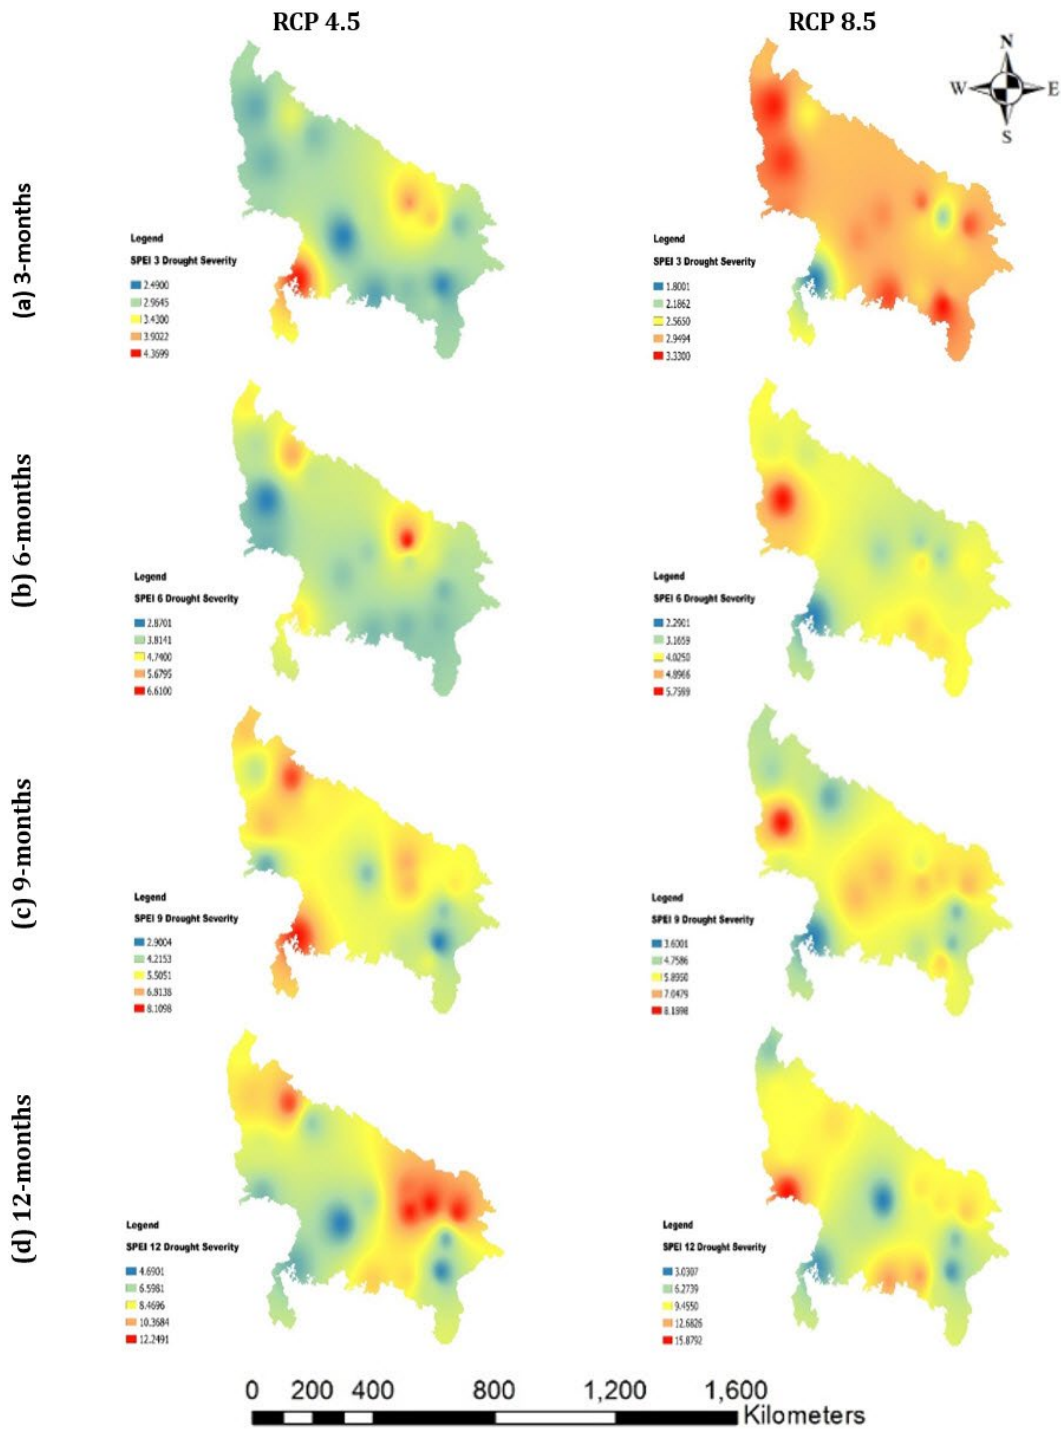 RCP 4.5
RCP 8.5
N
W
E
S
(a) 3-months
Legend
SPEI 3 Drought Severity
2.4900
2.9645
3.4300
3.9022
4.3699
Legend
SPEI 3 Drought Severity
1.8001
2.1862
2.5650
2.9494
3.3300
(b) 6-months
Legend
SPEI 6 Drought Severity
2.8701
3.8141
4.7400
5.6795
6.6100
Legend
SPEI 6 Drought Severity
2.2901
3.1659
4.0250
4.8966
5.7599
(c) 9-months
Legend
SPEI 9 Drought Severity
2.9004
4.2153
5.5051
6.8138
8.1098
Legend
SPEI 9 Drought Severity
3.6001
4.7586
5.8950
7.0479
8.1898
(d) 12-months
Legend
SPEI 12 Drought Severity
4.6901
6.5981
8.4696
10.3684
12.2491
Legend
SPEI 12 Drought Severity
3.0307
6.2739
9.4550
12.6826
15.8792
0 200 400 800 1,200 1,600
Kilometers